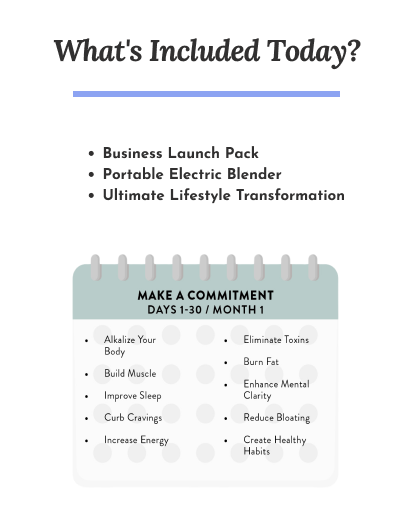 What's Included Today?
Business Launch Pack
Portable Electric Blender
Ultimate Lifestyle Transformation
MAKE A COMMITMENT
DAYS 1-30 / MONTH 1
Alkalize Your
Body
Build Muscle
Improve Sleep
Curb Cravings
Increase Energy
Eliminate Toxins
Burn Fat
Enhance Mental
Clarity
Reduce Bloating
Create Healthy
Habits